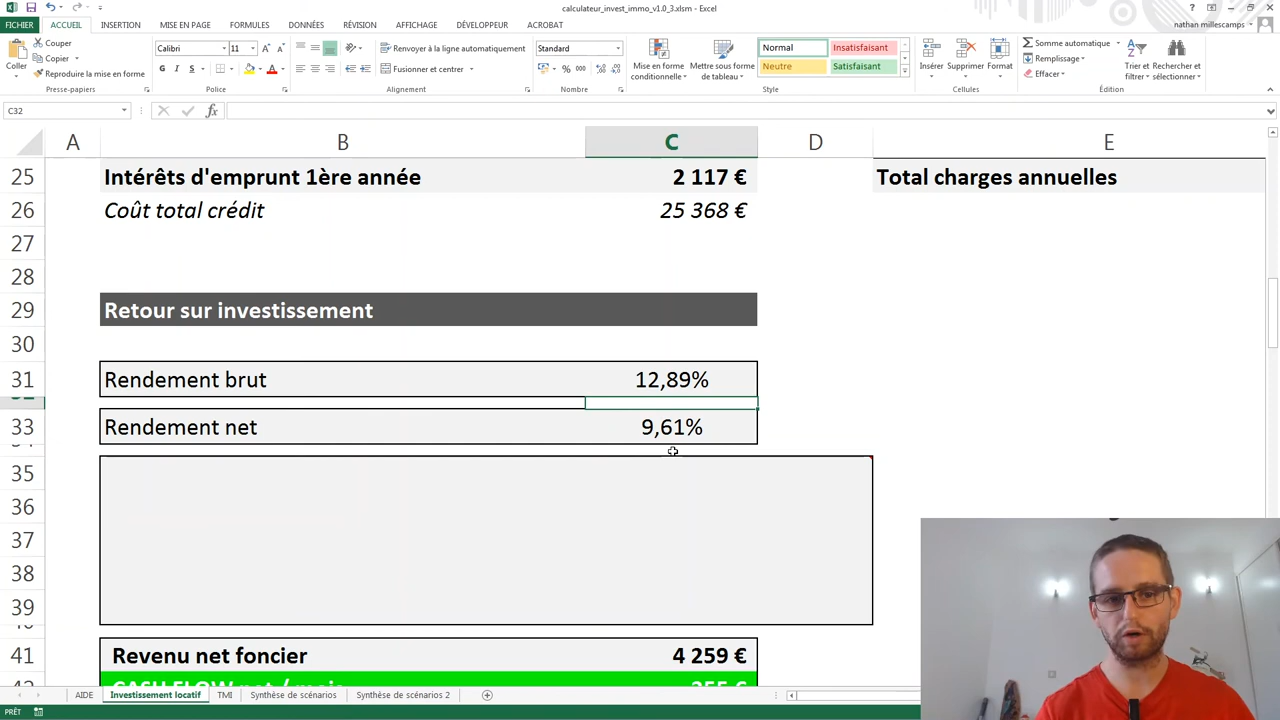 calculateur_invest_immo_v1.0_3.xlsm - Excel
FICHIER ACCUEIL INSERTION MISE EN PAGE FORMULES DONNÉES RÉVISION AFFICHAGE DÉVELOPPEUR ACROBAT nathan millescamps
Coller
Couper
Copier
Reproduire la mise en forme
Presse-papiers
Calibri 11
G I S
Police
Renvoyer à la ligne automatiquement
Fusionner et centrer
Alignement
Standard
% 000
Nombre
Mise en forme conditionnelle
Mettre sous forme de tableau
Normal Insatisfaisant
Neutre Satisfaisant
Style
Insérer Supprimer Format
Cellules
Somme automatique
Remplissage
Effacer
Trier et filtrer
Rechercher et sélectionner
Édition
C32
A B C D E
25 Intérêts d'emprunt 1ère année 2 117 € Total charges annuelles
26 Coût total crédit 25 368 €
27
28
29 Retour sur investissement
30
31 Rendement brut 12,89%
33 Rendement net 9,61%
35
36
37
38
39
41 Revenu net foncier 4 259 €
CASH FLOW net / mois 255 €
AIDE Investissement locatif TMI Synthèse de scénarios Synthèse de scénarios 2
PRÊT